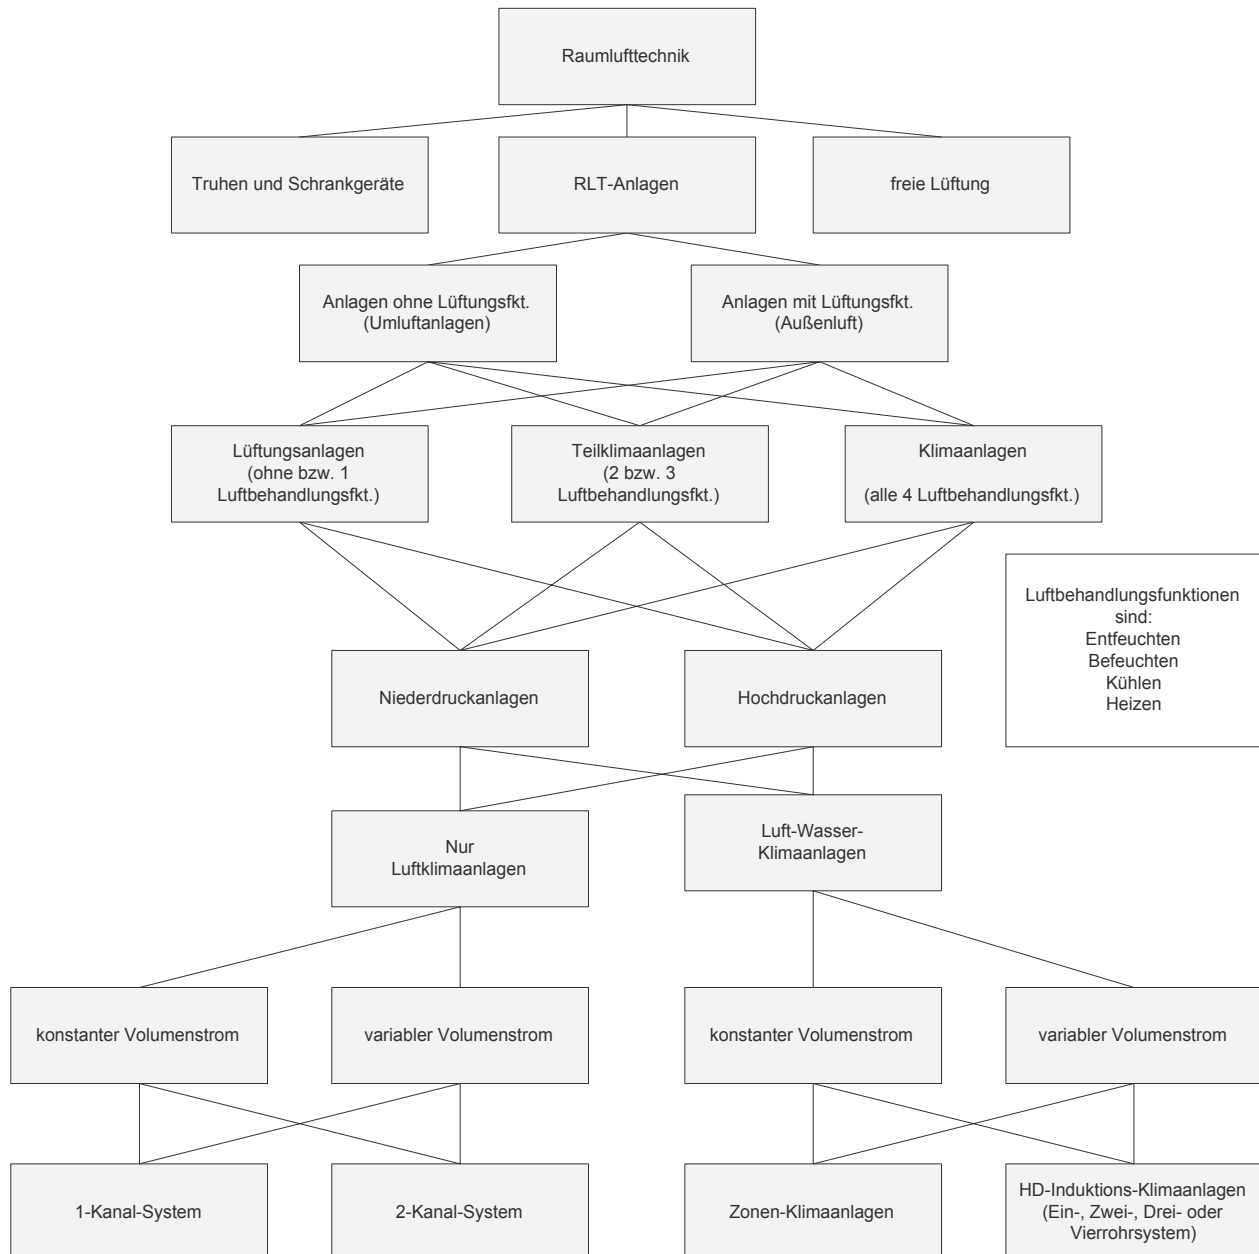 Raumlufttechnik
Truhen und Schrankgeräte
RLT-Anlagen
freie Lüftung
Anlagen ohne Lüftungsfkt.
(Umluftanlagen)
Anlagen mit Lüftungsfkt.
(Außenluft)
Lüftungsanlagen
(ohne bzw. 1
Luftbehandlungsfkt.)
Teilklimaanlagen
(2 bzw. 3
Luftbehandlungsfkt.)
Klimaanlagen
(alle 4 Luftbehandlungsfkt.)
Luftbehandlungsfunktionen
sind:
Entfeuchten
Befeuchten
Kühlen
Heizen
Niederdruckanlagen
Hochdruckanlagen
Nur
Luftklimaanlagen
Luft-Wasser-
Klimaanlagen
konstanter Volumenstrom
variabler Volumenstrom
konstanter Volumenstrom
variabler Volumenstrom
1-Kanal-System
2-Kanal-System
Zonen-Klimaanlagen
HD-Induktions-Klimaanlagen
(Ein-, Zwei-, Drei- oder
Vierrohrsystem)